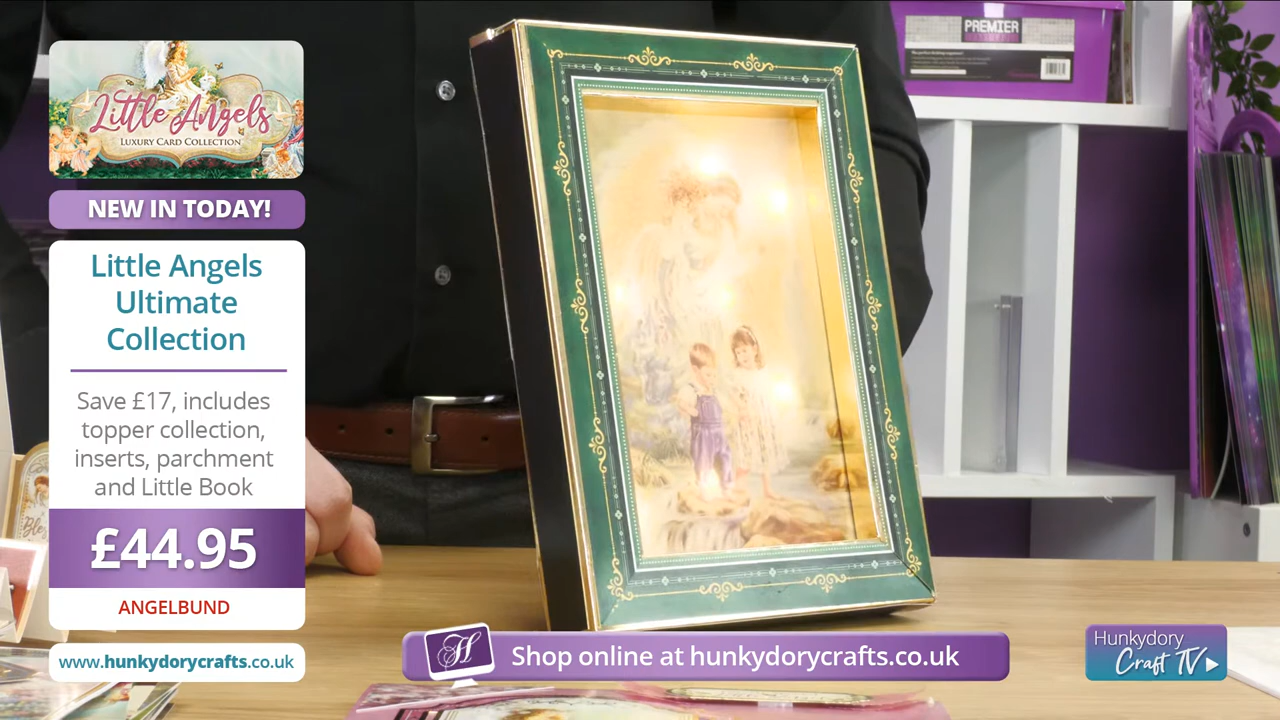 Little Angels
LUXURY CARD COLLECTION
NEW IN TODAY!
Little Angels
Ultimate
Collection
Save £17, includes
topper collection,
inserts, parchment
and Little Book
£44.95
ANGELBUND
www.hunkydorycrafts.co.uk
PREMIER
H
Shop online at hunkydorycrafts.co.uk
Hunkydory
Craft TV